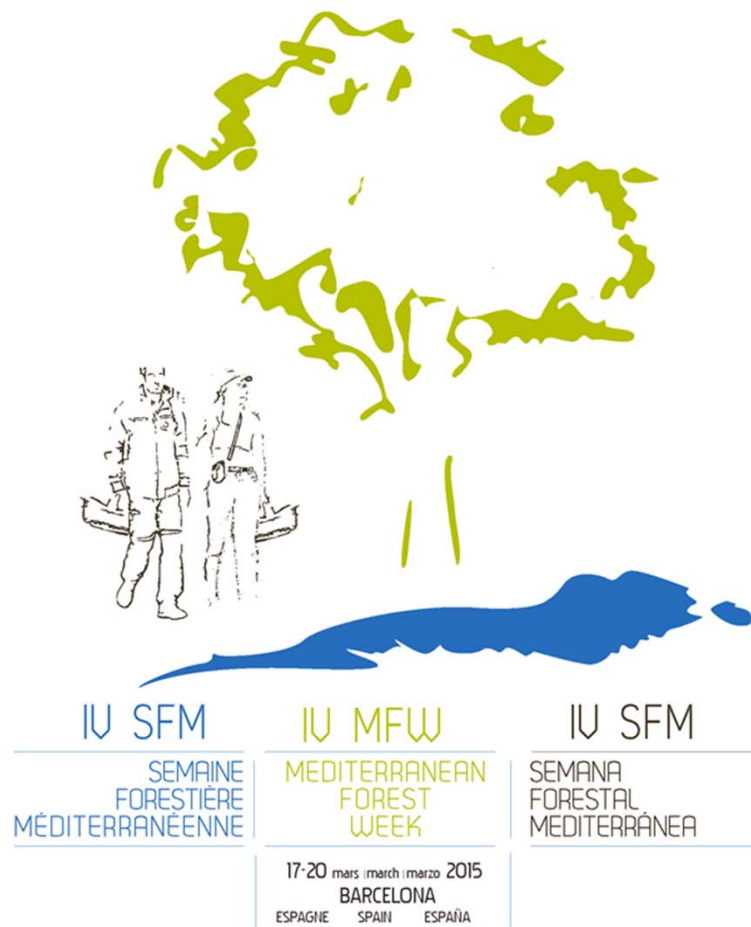 IV SFM
SEMAINE
FORESTIÈRE
MÉDITERRANÉENNE
IV MFW
MEDITERRANEAN
FOREST
WEEK
IV SFM
SEMANA
FORESTAL
MEDITERRÁNEA
17-20 mars | march | marzo 2015
BARCELONA
ESPAGNE SPAIN ESPAÑA